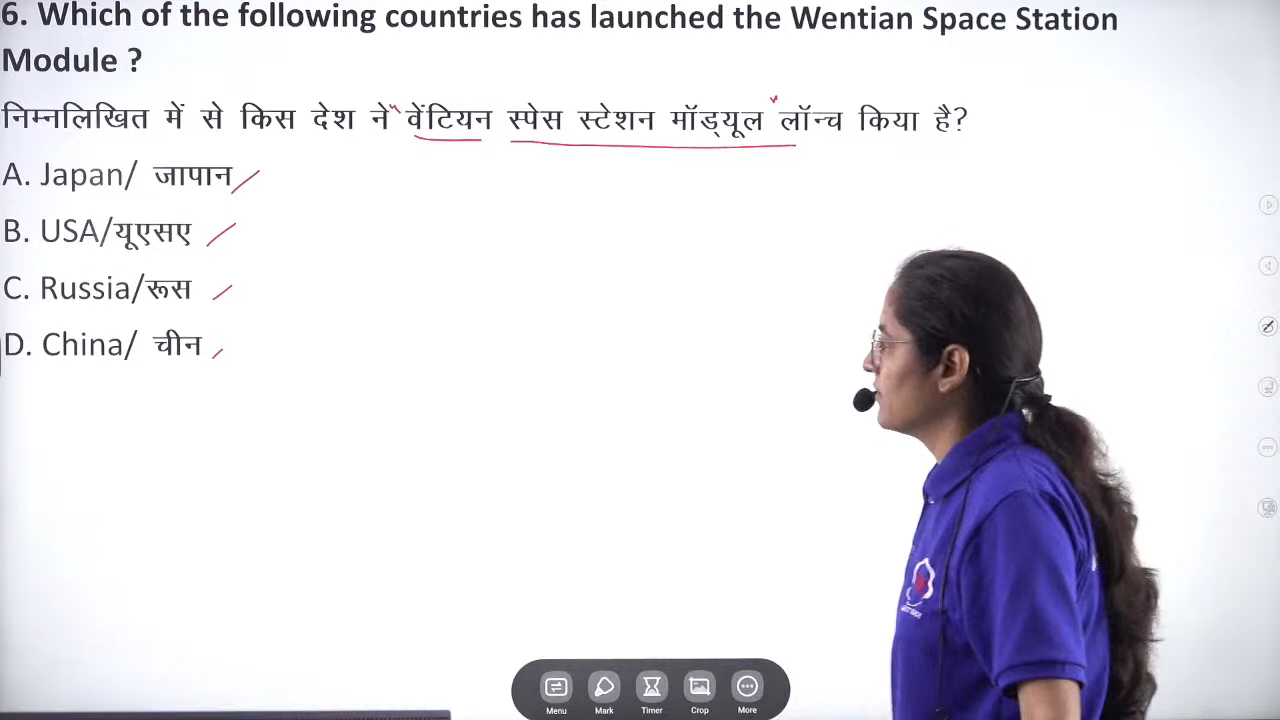 6. Which of the following countries has launched the Wentian Space Station
Module ?
निम्नलिखित में से किस देश ने वेंटियन स्पेस स्टेशन मॉड्यूल लॉन्च किया है?
A. Japan/ जापान
B. USA/यूएसए
C. Russia/रूस
D. China/ चीन
Menu Mark Timer Crop More